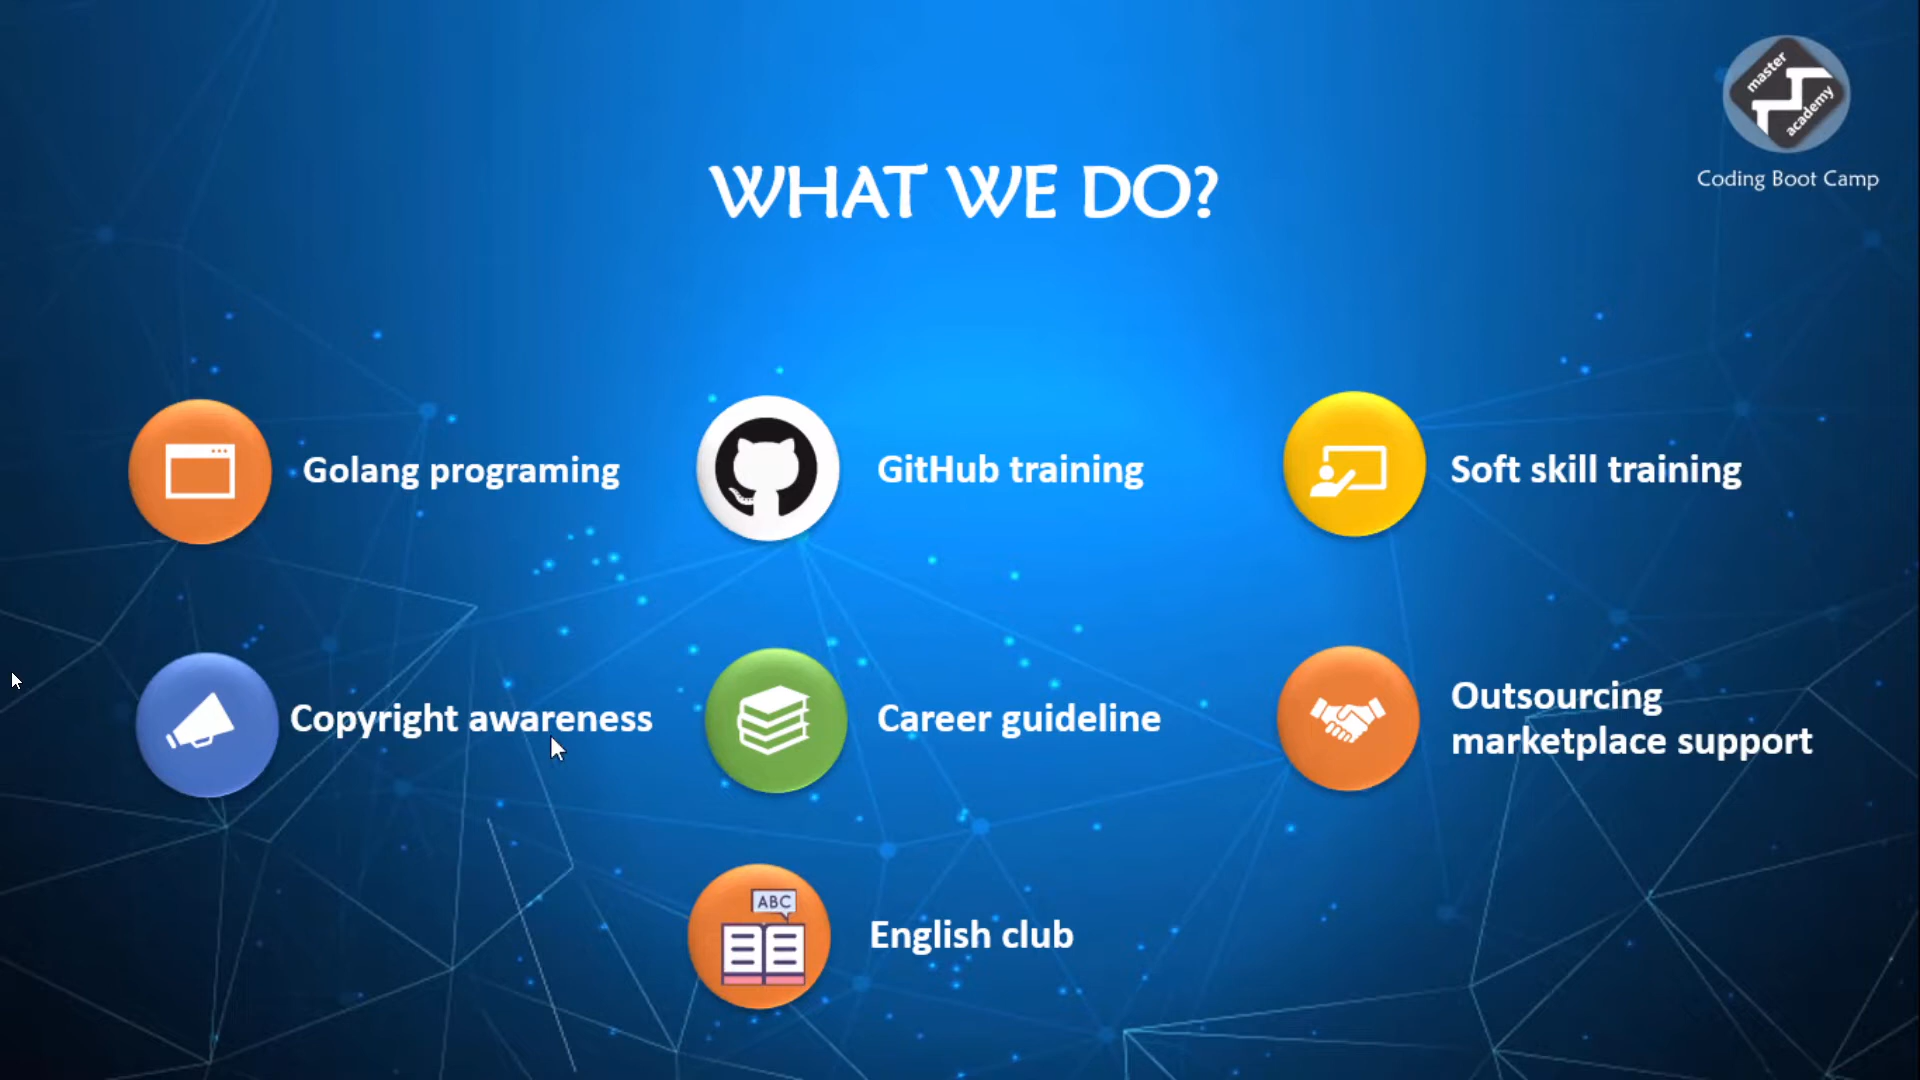 master
academy
Coding Boot Camp
WHAT WE DO?
Golang programing
GitHub training
Soft skill training
Copyright awareness
Career guideline
Outsourcing
marketplace support
ABC
English club